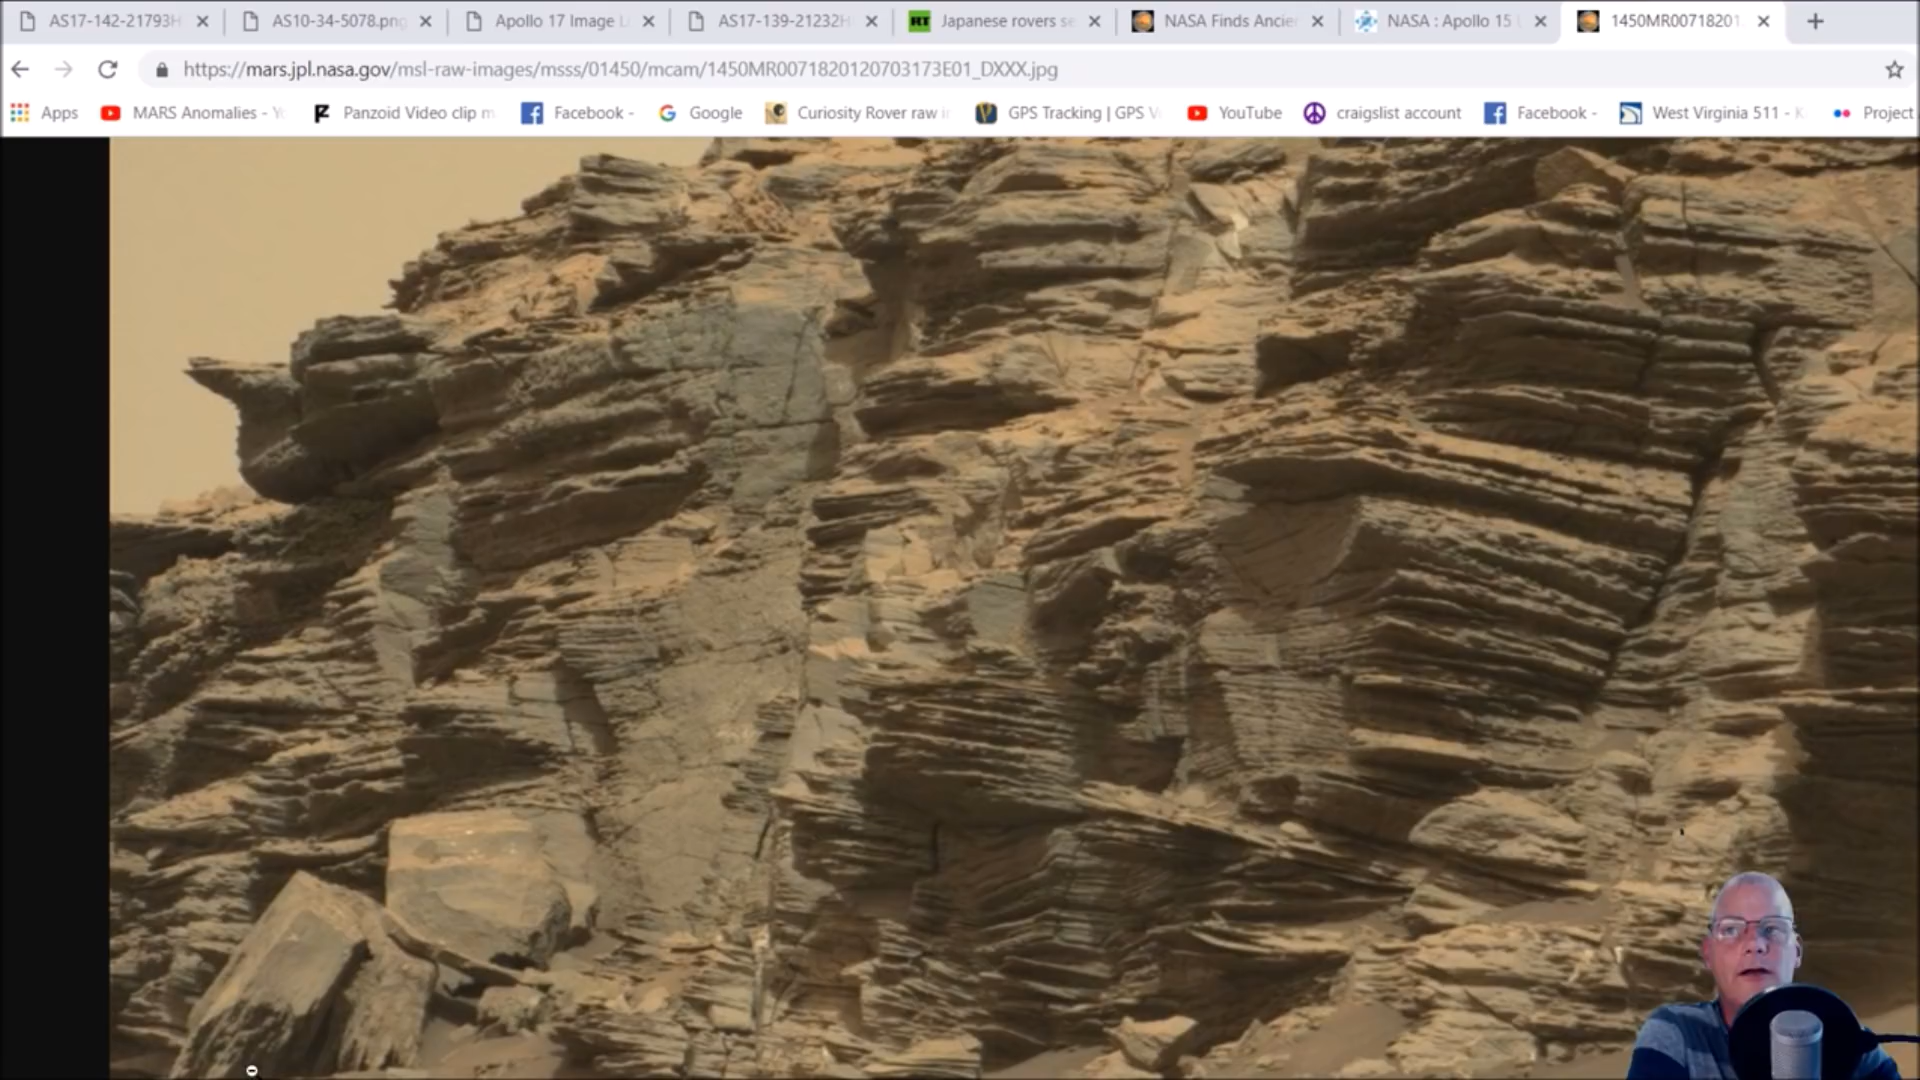 AS17-142-21793H
AS10-34-5078.png
Apollo 17 Image L
AS17-139-21232H
RT Japanese rovers se
NASA Finds Ancie
NASA : Apollo 15
1450MR00718201
https://mars.jpl.nasa.gov/msl-raw-images/msss/01450/mcam/1450MR0071820120703173E01_DXXX.jpg
Apps
MARS Anomalies - Y
Panzoid Video clip m
Facebook -
Google
Curiosity Rover raw i
GPS Tracking | GPS V
YouTube
craigslist account
Facebook -
West Virginia 511 -
Project